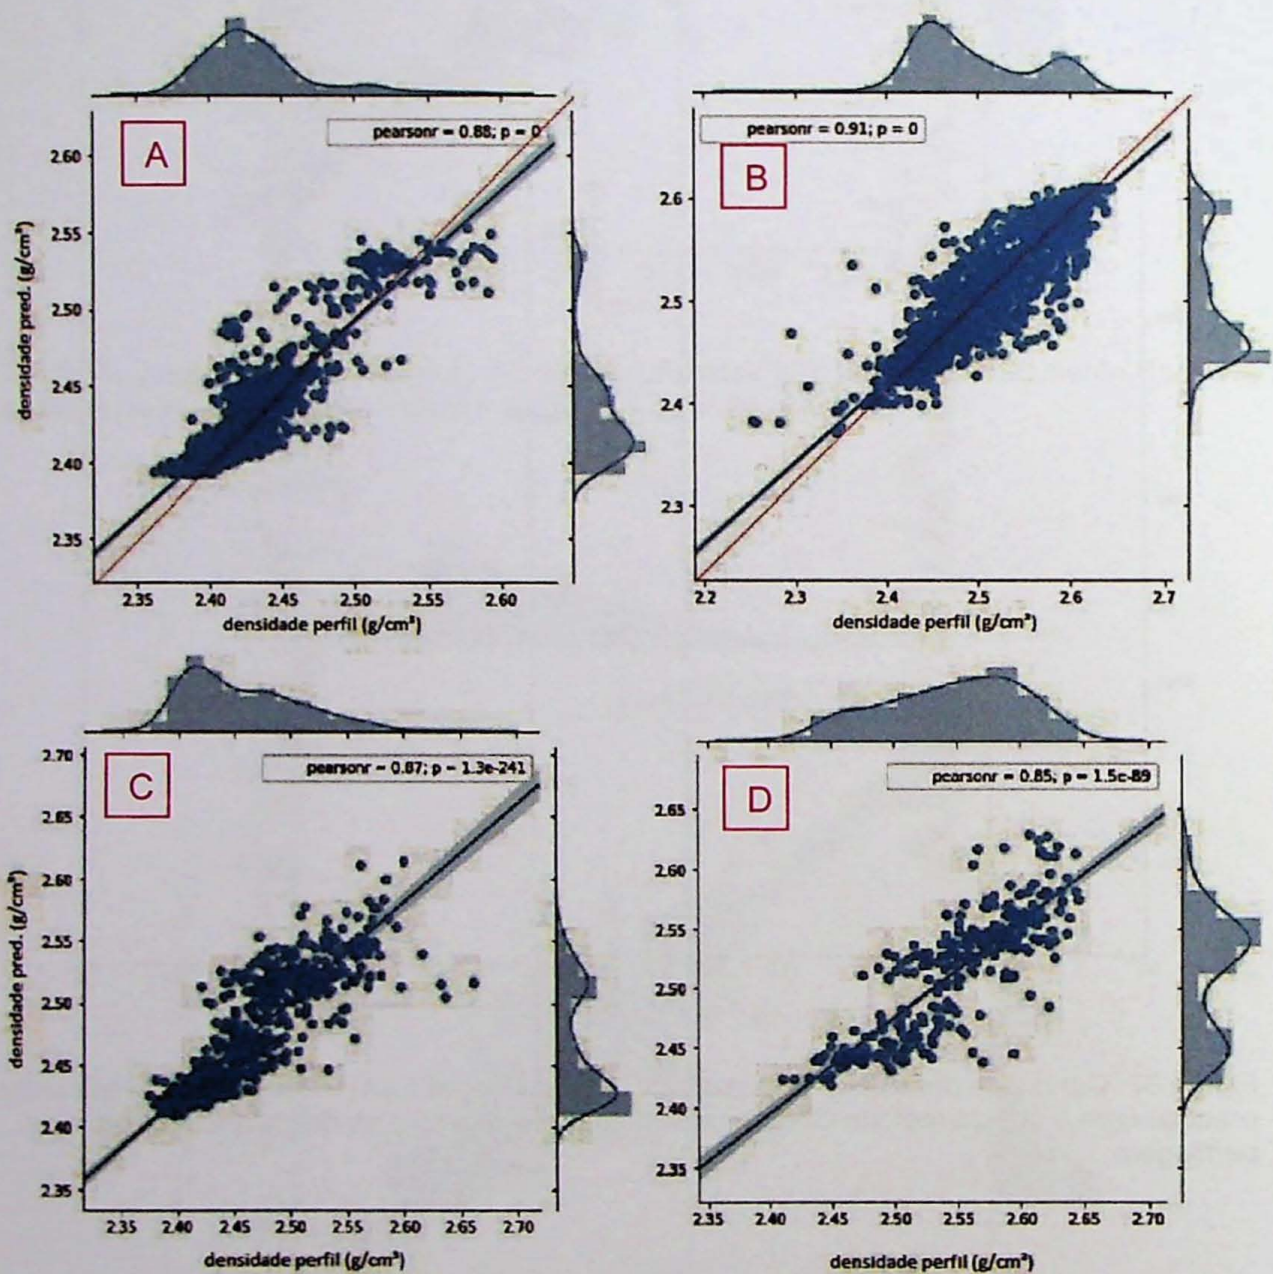 pearsonr = 0.88; p = 0
A
2.60
2.55
2.50
2.45
2.40
2.35
densidade pred. (g/cm³)
2.35 2.40 2.45 2.50 2.55 2.60
densidade perfil (g/cm³)
pearsonr = 0.91; p = 0
B
2.6
2.5
2.4
2.3
2.2 2.3 2.4 2.5 2.6 2.7
densidade perfil (g/cm³)
pearsonr = 0.87; p = 1.3e-241
C
2.70
2.65
2.60
2.55
2.50
2.45
2.40
2.35
densidade pred. (g/cm³)
2.35 2.40 2.45 2.50 2.55 2.60 2.65 2.70
densidade perfil (g/cm³)
pearsonr = 0.85; p = 1.5e-89
D
2.65
2.60
2.55
2.50
2.45
2.40
2.35
2.35 2.40 2.45 2.50 2.55 2.60 2.65 2.70
densidade perfil (g/cm³)